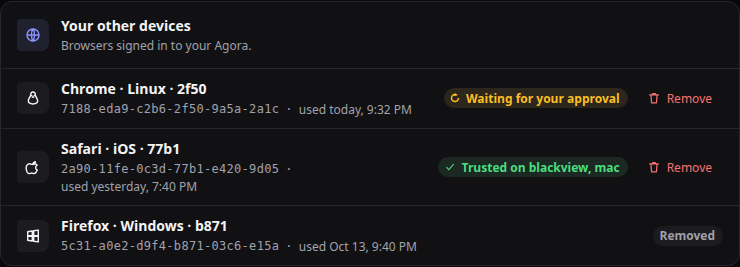 Your other devices
Browsers signed in to your Agora.
Chrome · Linux · 2f50
7188-eda9-c2b6-2f50-9a5a-2a1c · used today, 9:32 PM
Waiting for your approval
Remove
Safari · iOS · 77b1
2a90-11fe-0c3d-77b1-e420-9d05 ·
used yesterday, 7:40 PM
Trusted on blackview, mac
Remove
Firefox · Windows · b871
5c31-a0e2-d9f4-b871-03c6-e15a · used Oct 13, 9:40 PM
Removed